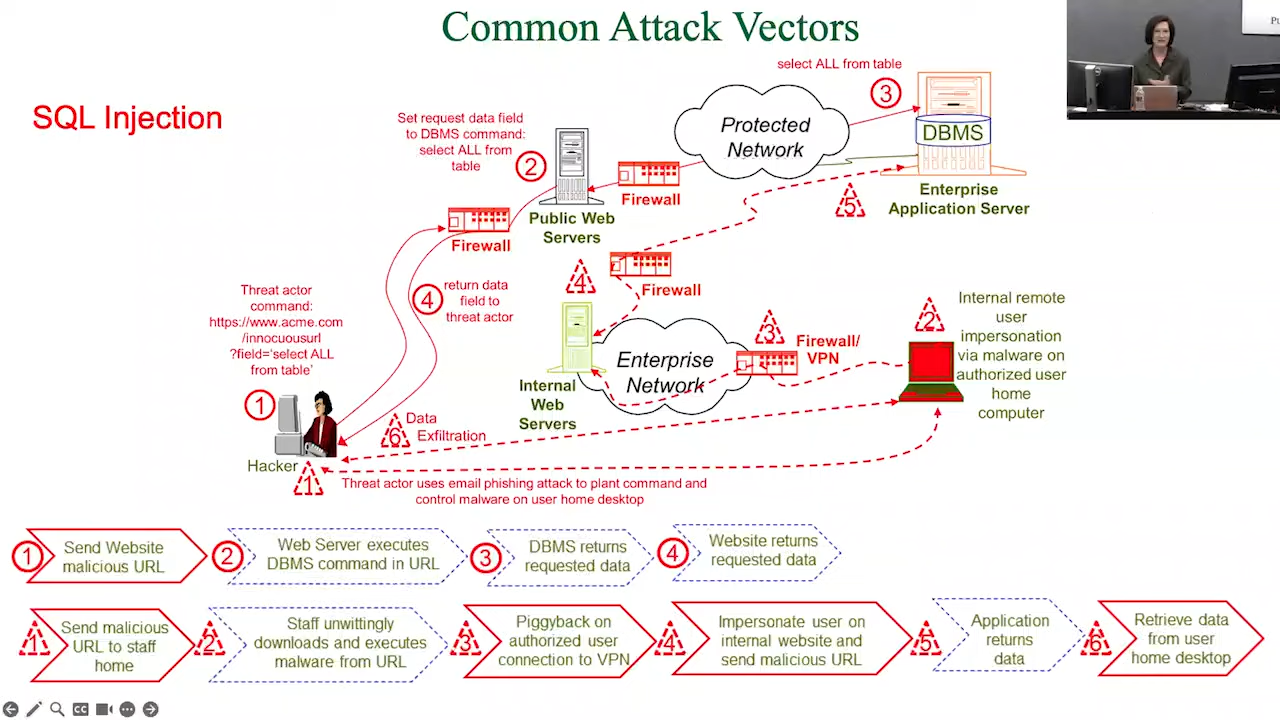 Common Attack Vectors
SQL Injection
select ALL from table
3
Set request data field
to DBMS command:
select ALL from
table
2
Protected
Network
DBMS
Enterprise
Application Server
5
Firewall
Public Web
Servers
Firewall
4
return data
field to
threat actor
4
Firewall
Threat actor
command:
https://www.acme.com
/innocuousurl
?field='select ALL
from table'
1
Hacker
1
Enterprise
Network
Internal
Web
Servers
3
Firewall/
VPN
2
Internal remote
user
impersonation
via malware on
authorized user
home
computer
6
Data
Exfiltration
Threat actor uses email phishing attack to plant command and
control malware on user home desktop
1
Send Website
malicious URL
2
Web Server executes
DBMS command in URL
3
DBMS returns
requested data
4
Website returns
requested data
1
Send malicious
URL to staff
home
2
Staff unwittingly
downloads and executes
malware from URL
3
Piggyback on
authorized user
connection to VPN
4
Impersonate user on
internal website and
send malicious URL
5
Application
returns
data
6
Retrieve data
from user
home desktop
CC